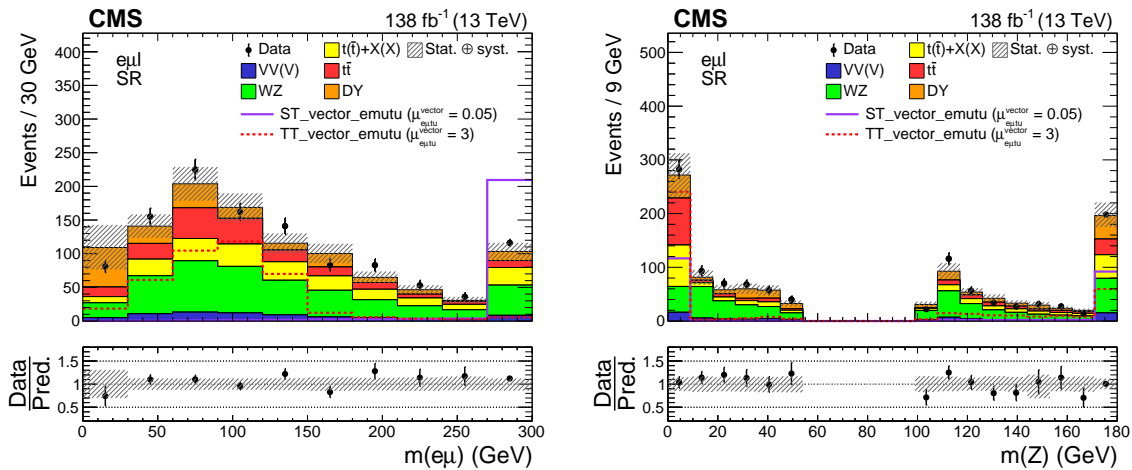 CMS 138 fb⁻¹ (13 TeV)
Events / 30 GeV
400
350
300
250
200
150
100
50
0
eμl
SR
Data t(t̄)+X(X) Stat. ⊕ syst.
VV(V) tt̄
WZ DY
ST_vector_emutu (μ^vector_eμtu = 0.05)
TT_vector_emutu (μ^vector_eμtu = 3)
Data
Pred.
1.5
1
0.5
0 50 100 150 200 250 300
m(eμ) (GeV)
CMS 138 fb⁻¹ (13 TeV)
Events / 9 GeV
500
400
300
200
100
0
eμl
SR
Data t(t̄)+X(X) Stat. ⊕ syst.
VV(V) tt̄
WZ DY
ST_vector_emutu (μ^vector_eμtu = 0.05)
TT_vector_emutu (μ^vector_eμtu = 3)
Data
Pred.
1.5
1
0.5
0 20 40 60 80 100 120 140 160 180
m(Z) (GeV)